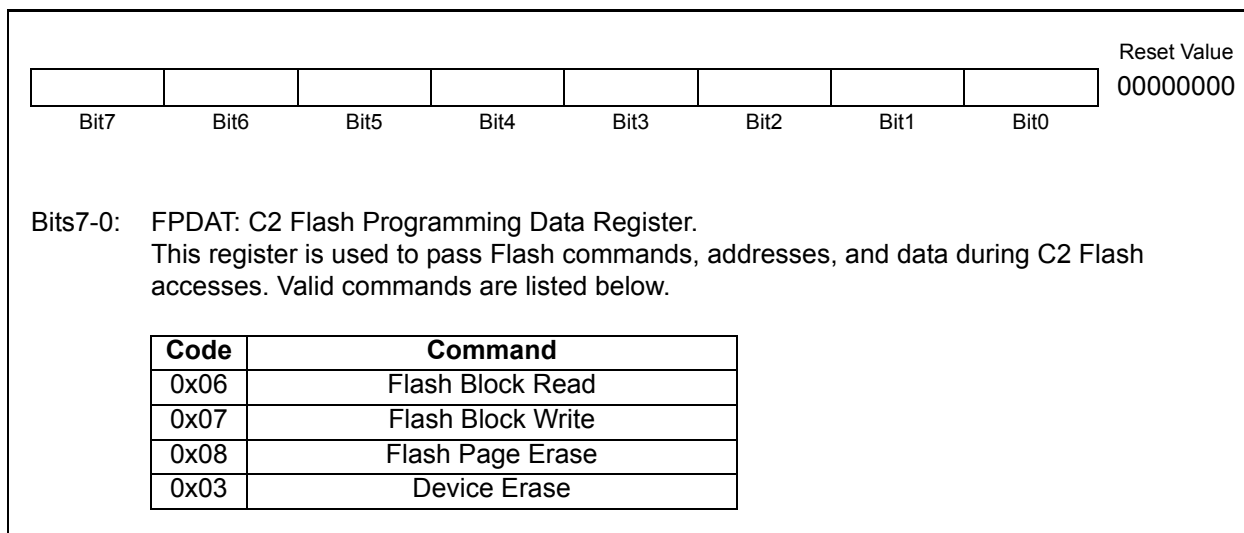 Reset Value
00000000
Bit7 Bit6 Bit5 Bit4 Bit3 Bit2 Bit1 Bit0
Bits7-0: FPDAT: C2 Flash Programming Data Register.
This register is used to pass Flash commands, addresses, and data during C2 Flash
accesses. Valid commands are listed below.
Code Command
0x06 Flash Block Read
0x07 Flash Block Write
0x08 Flash Page Erase
0x03 Device Erase